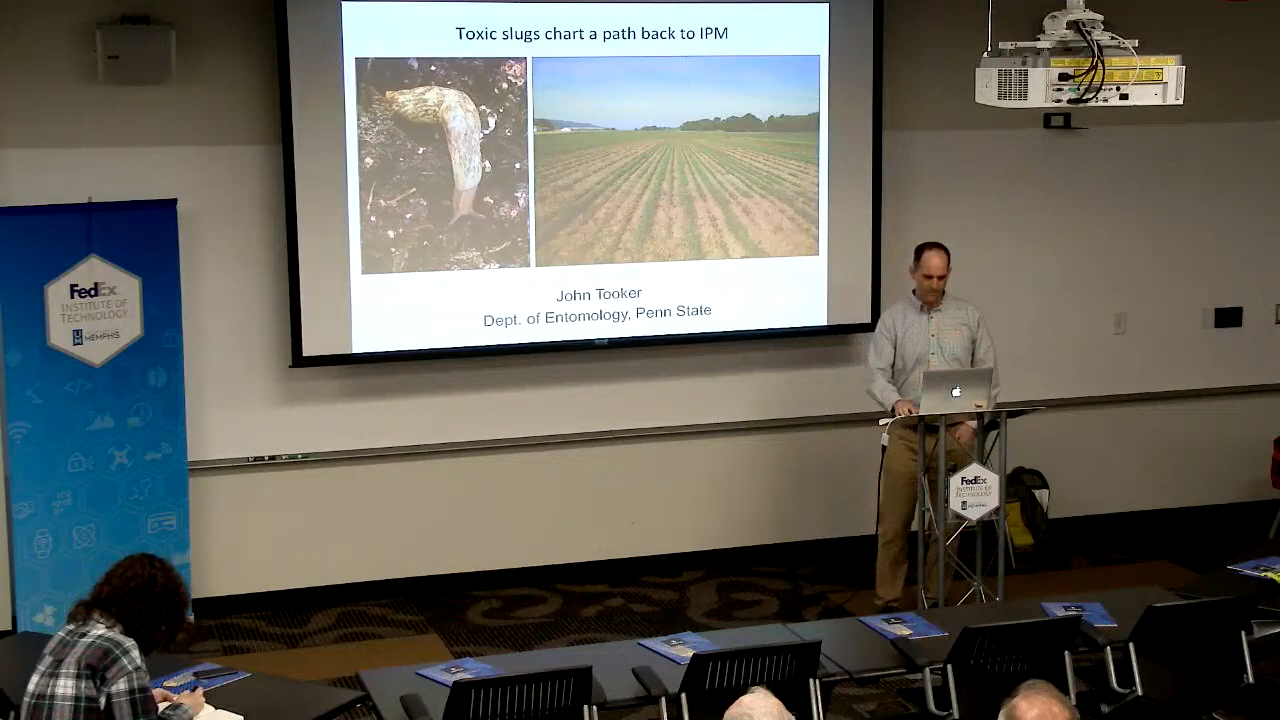 Toxic slugs chart a path back to IPM
John Tooker
Dept. of Entomology, Penn State
FedEx
INSTITUTE OF
TECHNOLOGY
MEMPHIS
FedEx
INSTITUTE OF
TECHNOLOGY
MEMPHIS